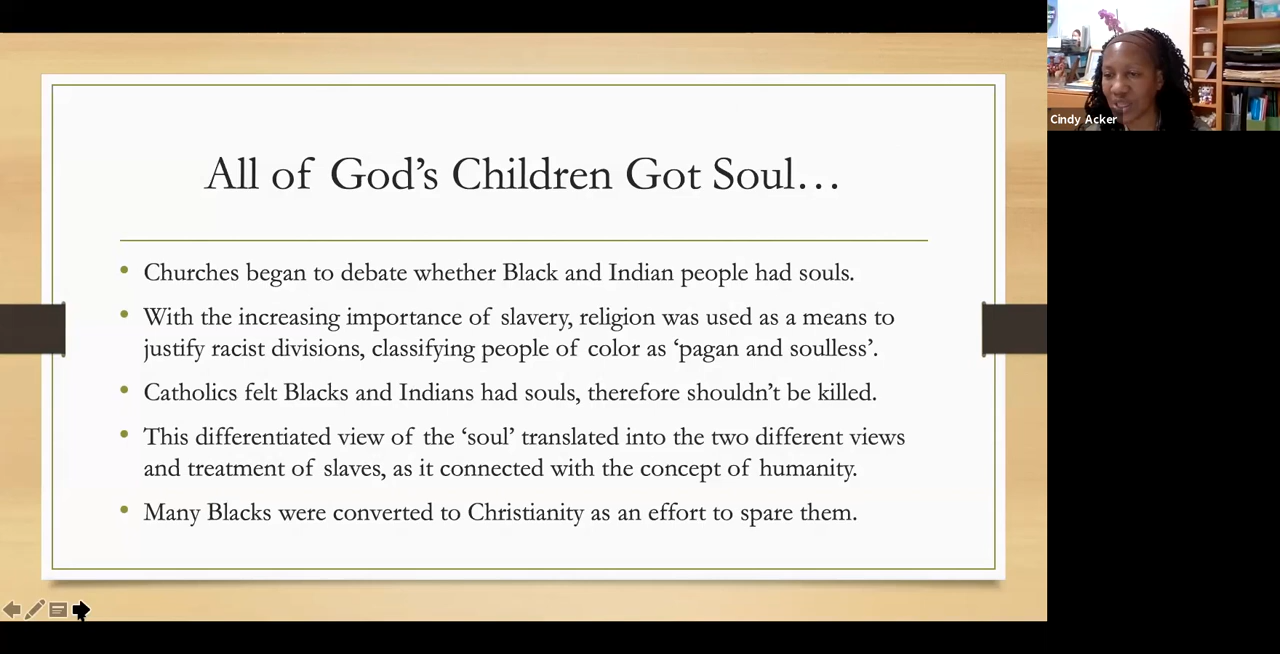 All of God's Children Got Soul…
Churches began to debate whether Black and Indian people had souls.
With the increasing importance of slavery, religion was used as a means to
justify racist divisions, classifying people of color as 'pagan and soulless'.
Catholics felt Blacks and Indians had souls, therefore shouldn't be killed.
This differentiated view of the 'soul' translated into the two different views
and treatment of slaves, as it connected with the concept of humanity.
Many Blacks were converted to Christianity as an effort to spare them.
Cindy Acker